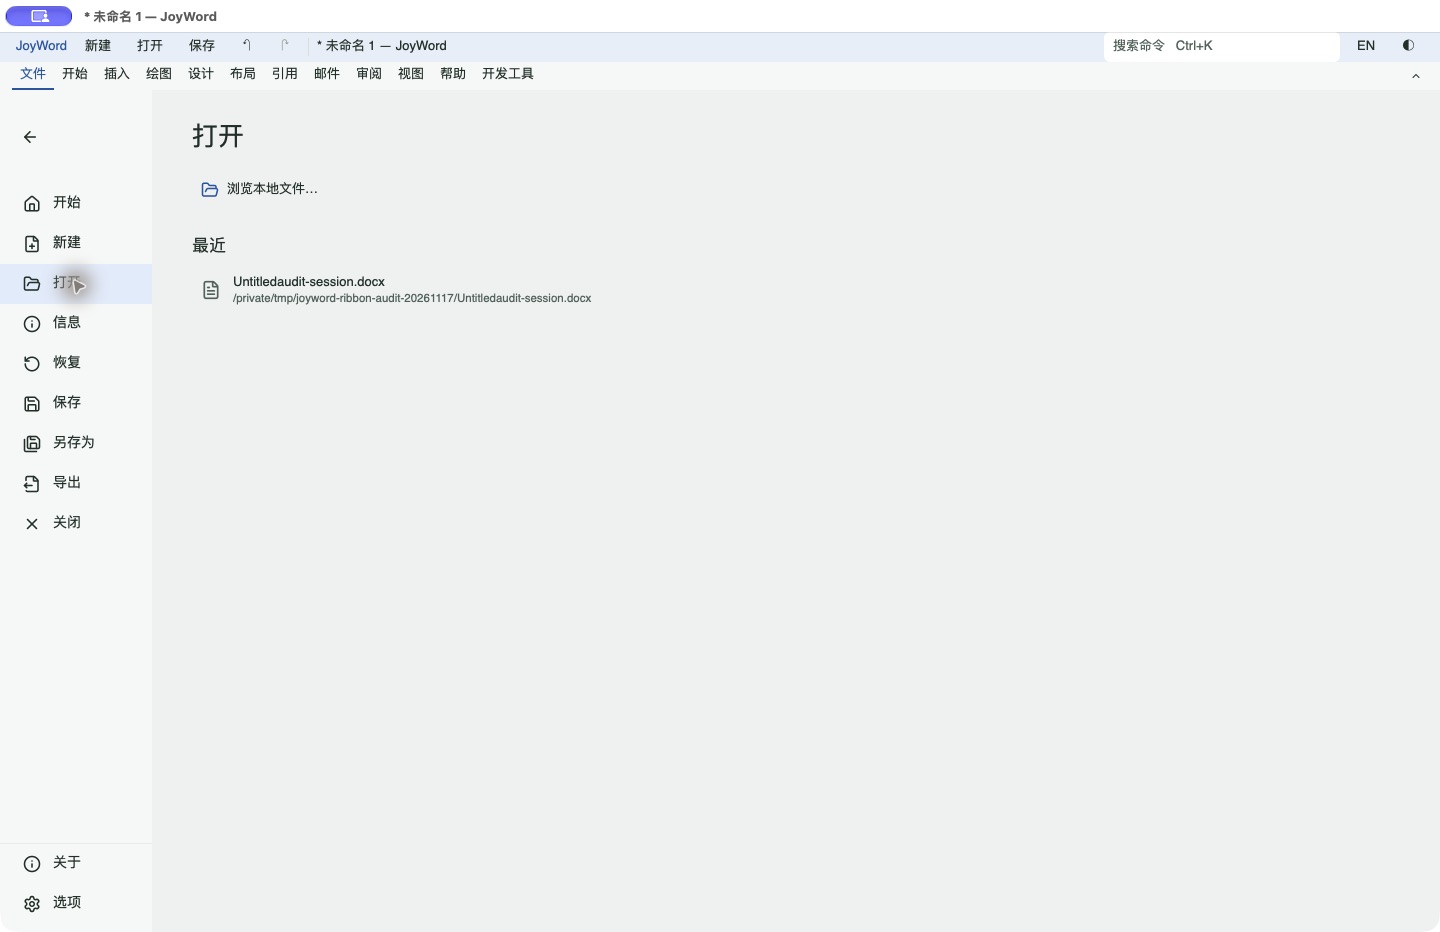 * 未命名 1 — JoyWord
JoyWord 新建 打开 保存 * 未命名 1 — JoyWord 搜索命令 Ctrl+K EN
文件 开始 插入 绘图 设计 布局 引用 邮件 审阅 视图 帮助 开发工具
打开
浏览本地文件...
最近
Untitledaudit-session.docx
/private/tmp/joyword-ribbon-audit-20261117/Untitledaudit-session.docx
开始
新建
打开
信息
恢复
保存
另存为
导出
关闭
关于
选项